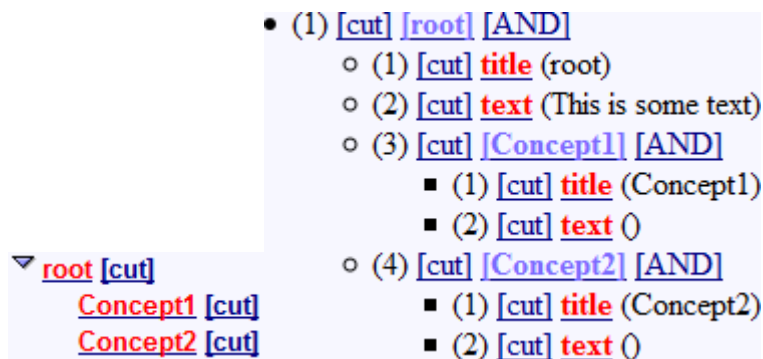 (1) [cut] [root] [AND]
(1) [cut] title (root)
(2) [cut] text (This is some text)
(3) [cut] [Concept1] [AND]
(1) [cut] title (Concept1)
(2) [cut] text ()
(4) [cut] [Concept2] [AND]
(1) [cut] title (Concept2)
(2) [cut] text ()
root [cut]
Concept1 [cut]
Concept2 [cut]